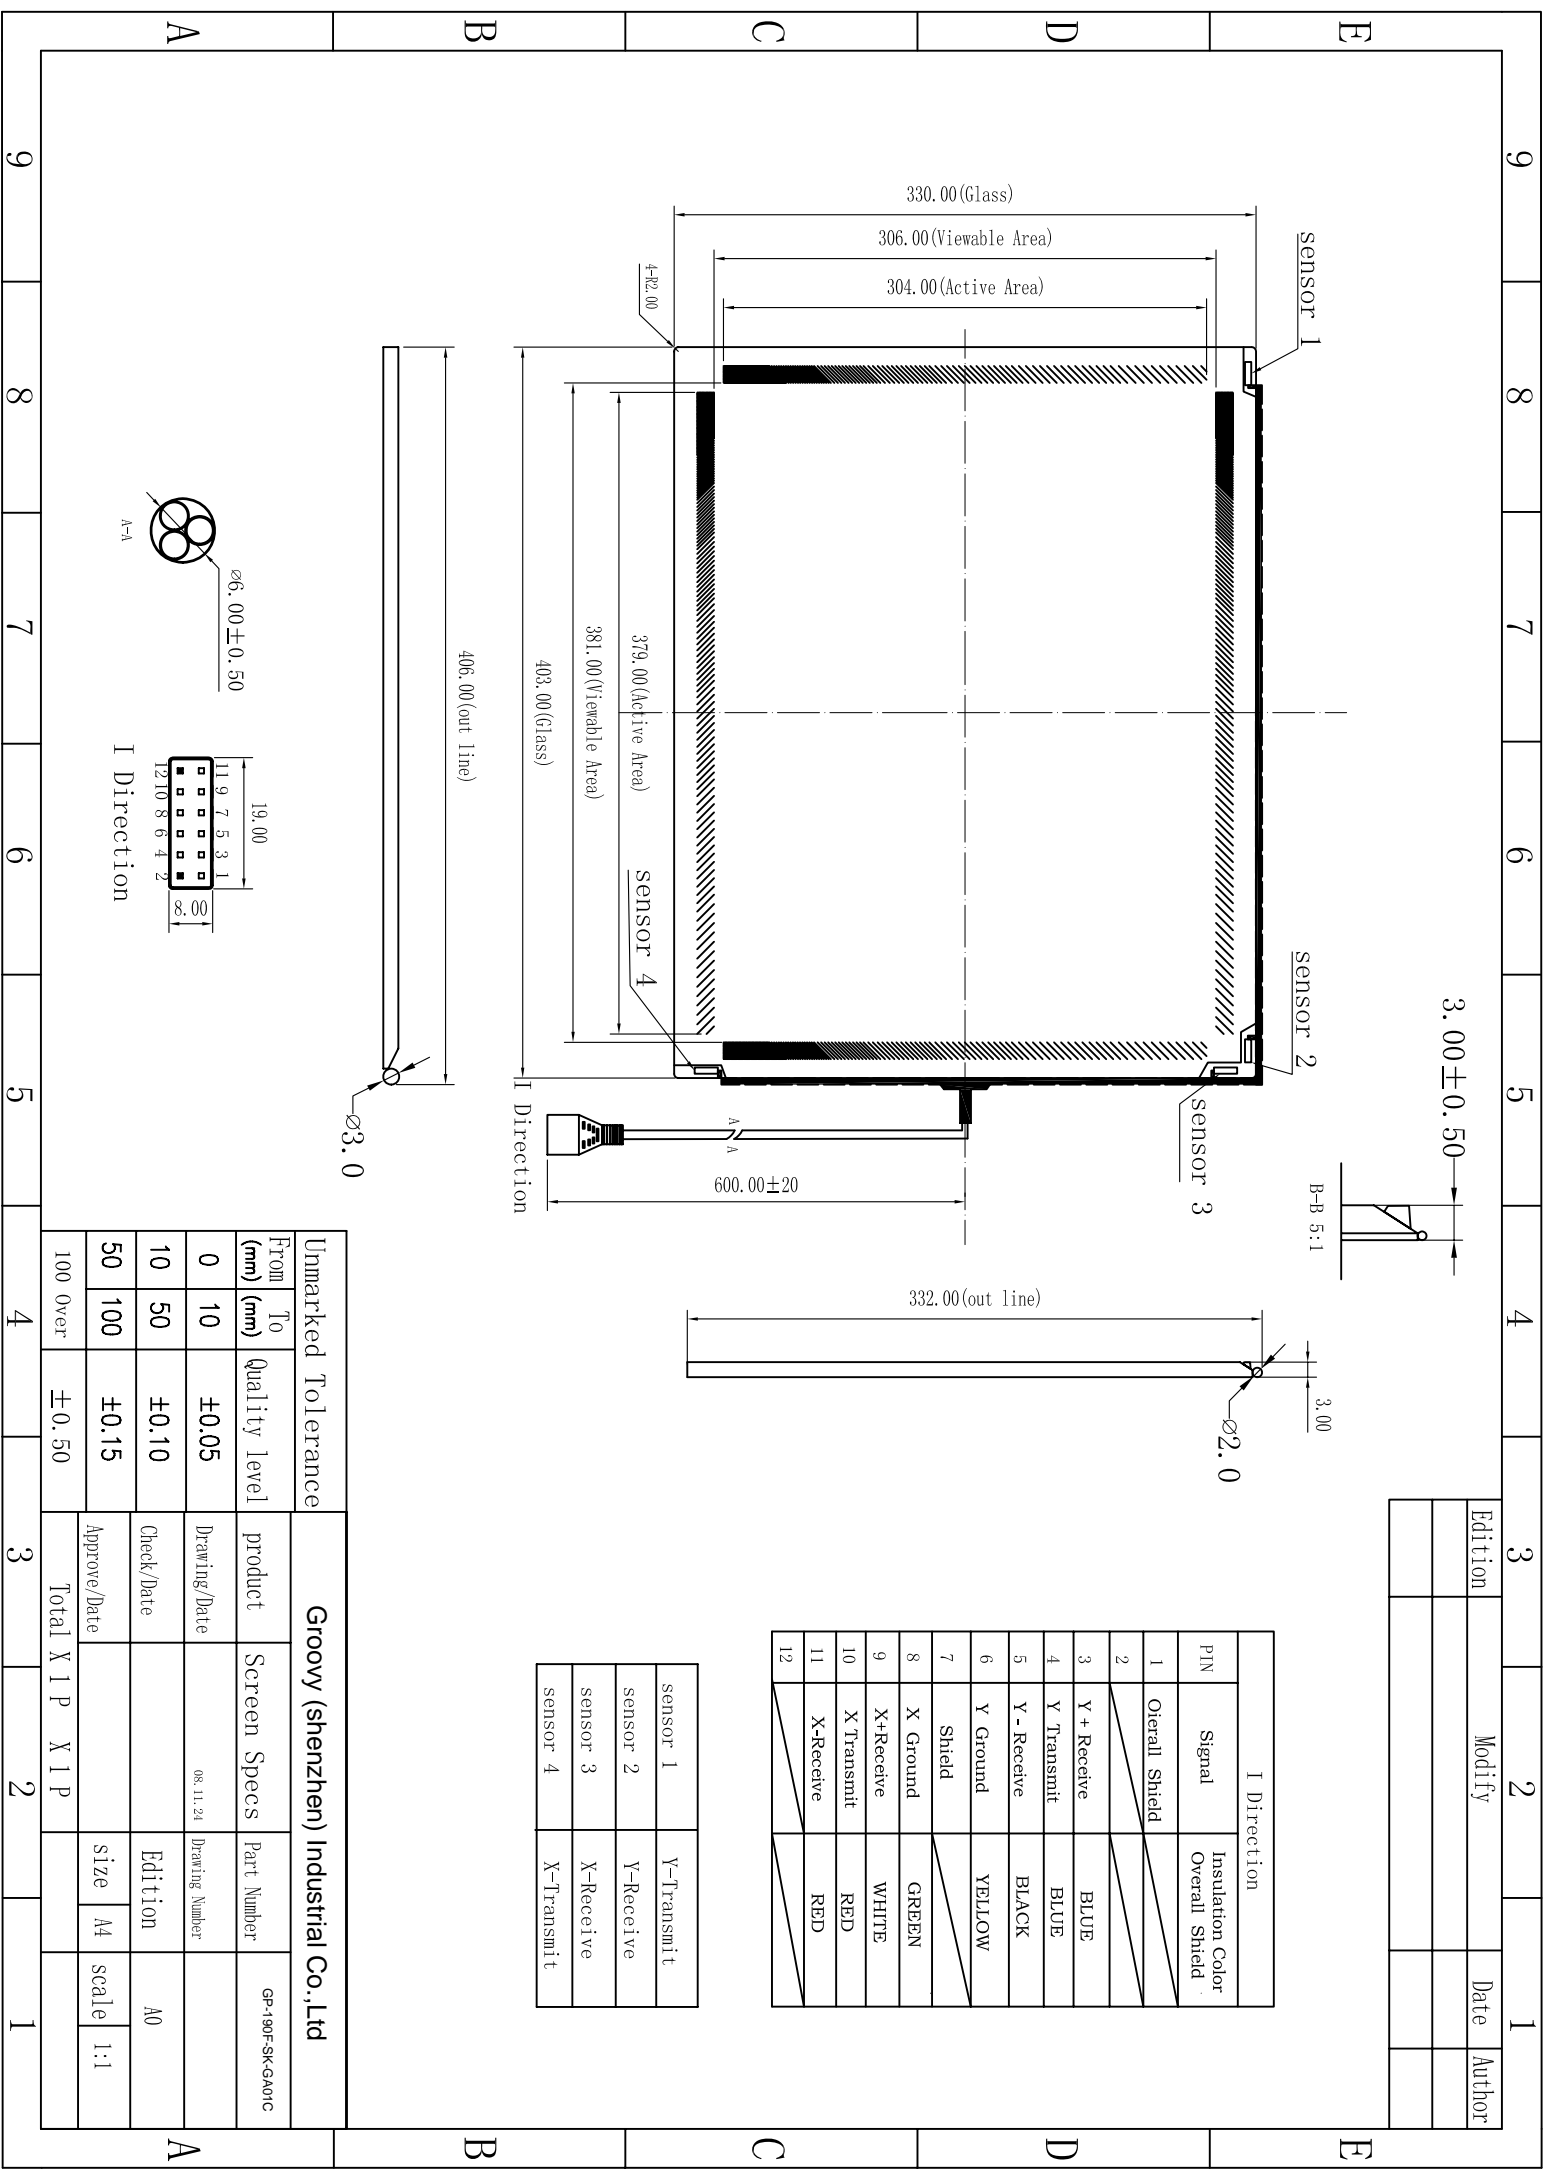 9 8 7 6 5 4 3 2 1
E
D
C
B
A
E
D
C
B
A
Edition Modify Date Author
3.00±0.50
B-B 5:1
sensor 1
sensor 2
sensor 3
sensor 4
330.00(Glass)
306.00(Viewable Area)
304.00(Active Area)
4-R2.00
379.00(Active Area)
381.00(Viewable Area)
403.00(Glass)
406.00(out line)
ø3.0
I Direction
A A
600.00±20
332.00(out line)
3.00
ø2.0
I Direction
PIN Signal Insulation Color
Overall Shield
1 Oierall Shield
2
3 Y + Receive BLUE
4 Y Transmit BLUE
5 Y - Receive BLACK
6 Y Ground YELLOW
7 Shield
8 X Ground GREEN
9 X+Receive WHITE
10 X Transmit RED
11 X-Receive RED
12
sensor 1 Y-Transmit
sensor 2 Y-Receive
sensor 3 X-Receive
sensor 4 X-Transmit
ø6.00±0.50
A-A
19.00
11 9 7 5 3 1
12 10 8 6 4 2
8.00
I Direction
Unmarked Tolerance
From (mm) To (mm) Quality level
0 10 ±0.05
10 50 ±0.10
50 100 ±0.15
100 Over ±0.50
Groovy (shenzhen) Industrial Co.,Ltd
product Screen Specs Part Number GP-190F-SK-GA01C
Drawing/Date 08.11.24 Drawing Number
Check/Date Edition A0
Approve/Date size A4 scale 1:1
Total X 1 P X 1 P
9 8 7 6 5 4 3 2 1